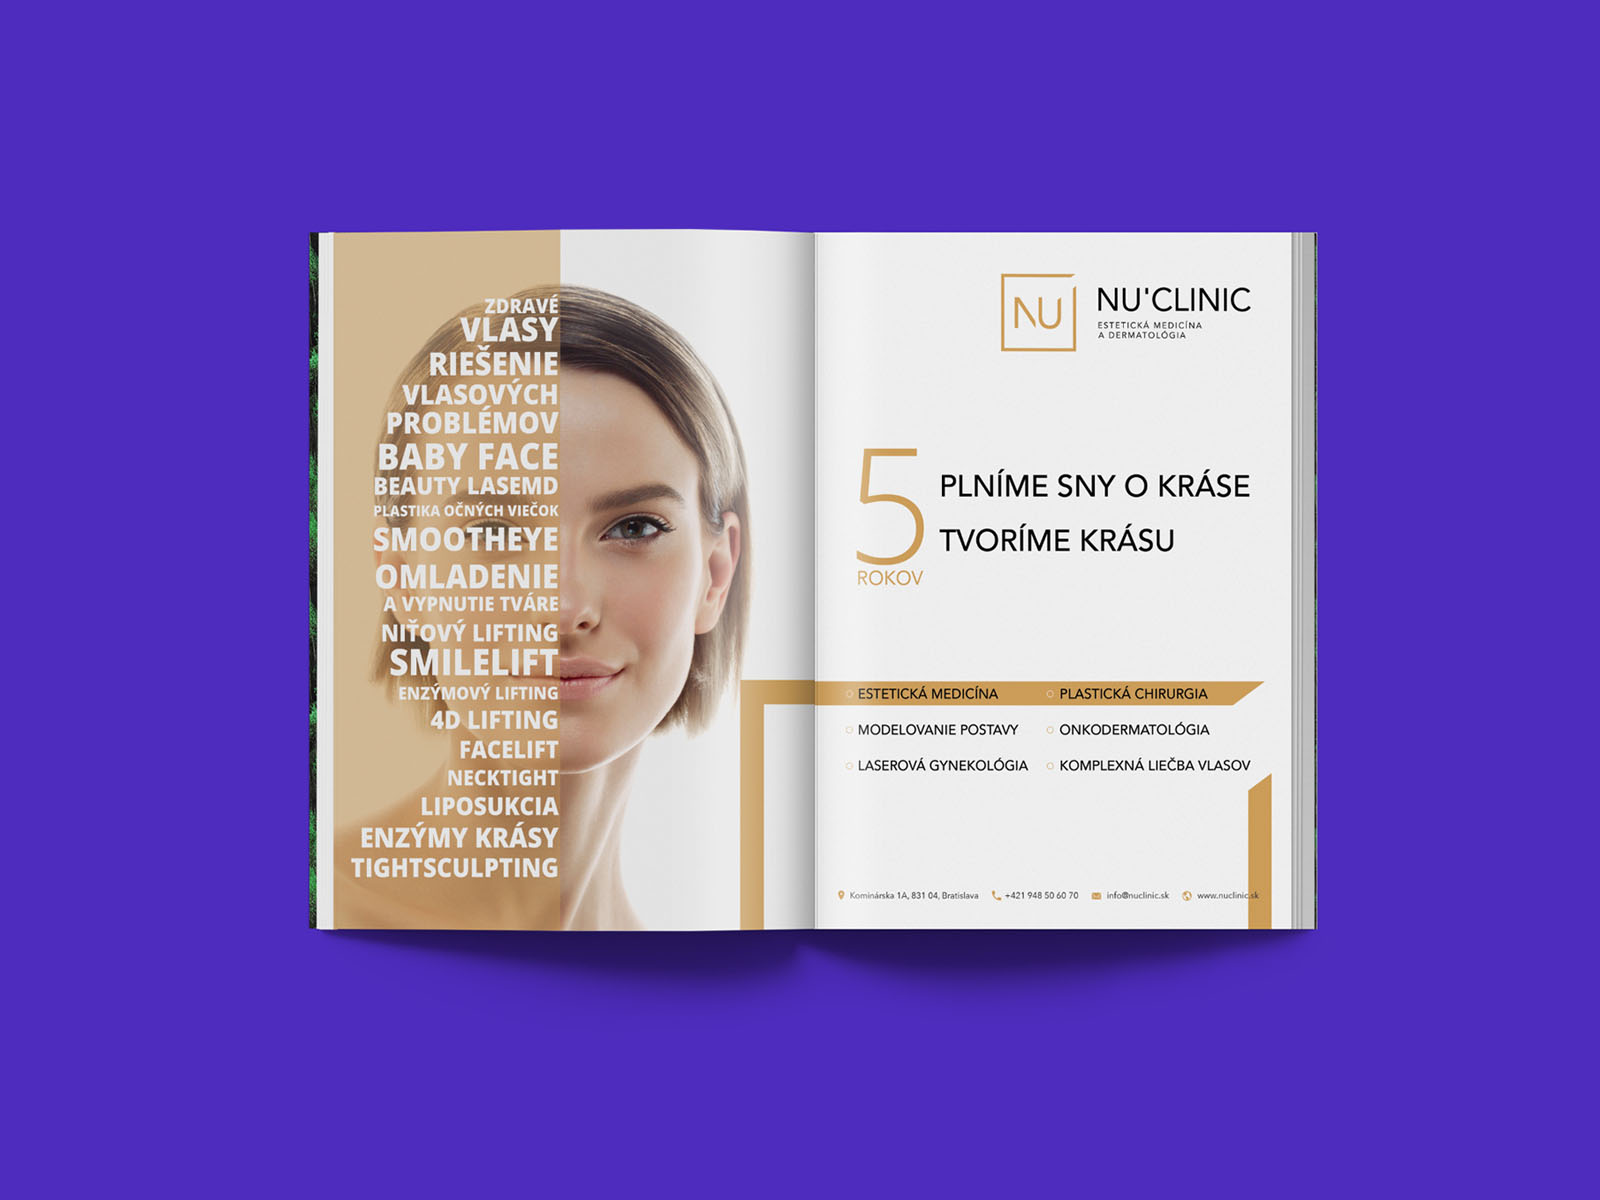 ZDRAVÉ
VLASY
RIEŠENIE
VLASOVÝCH
PROBLÉMOV
BABY FACE
BEAUTY LASEMD
PLASTIKA OČNÝCH VIEČOK
SMOOTHEYE
OMLADENIE
A VYPNUTIE TVÁRE
NIŤOVÝ LIFTING
SMILELIFT
ENZÝMOVÝ LIFTING
4D LIFTING
FACELIFT
NECKTIGHT
LIPOSUKCIA
ENZÝMY KRÁSY
TIGHTSCULPTING
NU
NU'CLINIC
ESTETICKÁ MEDICÍNA
A DERMATOLÓGIA
5
ROKOV
PLNÍME SNY O KRÁSE
TVORÍME KRÁSU
ESTETICKÁ MEDICÍNA
MODELOVANIE POSTAVY
LASEROVÁ GYNEKOLÓGIA
PLASTICKÁ CHIRURGIA
ONKODERMATOLÓGIA
KOMPLEXNÁ LIEČBA VLASOV
Kominárska 1A, 831 04, Bratislava +421 948 50 60 70 info@nuclinic.sk www.nuclinic.sk